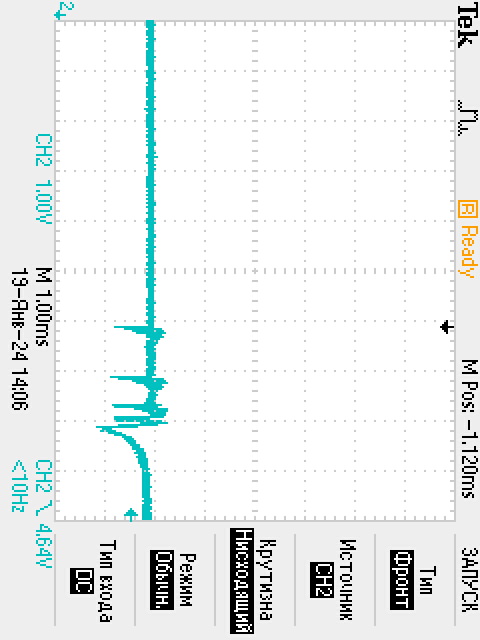 Tek
R Ready
M Pos: -1.120ms
ЗАПУСК
Тип
Фронт
Источник
CH2
Крутизна
Нисходящий
Режим
Обычн.
Тип входа
DC
2
CH2 1.00V
M 1.00ms
CH2 \ 4.64V
19-Янв-24 14:06
<10Hz